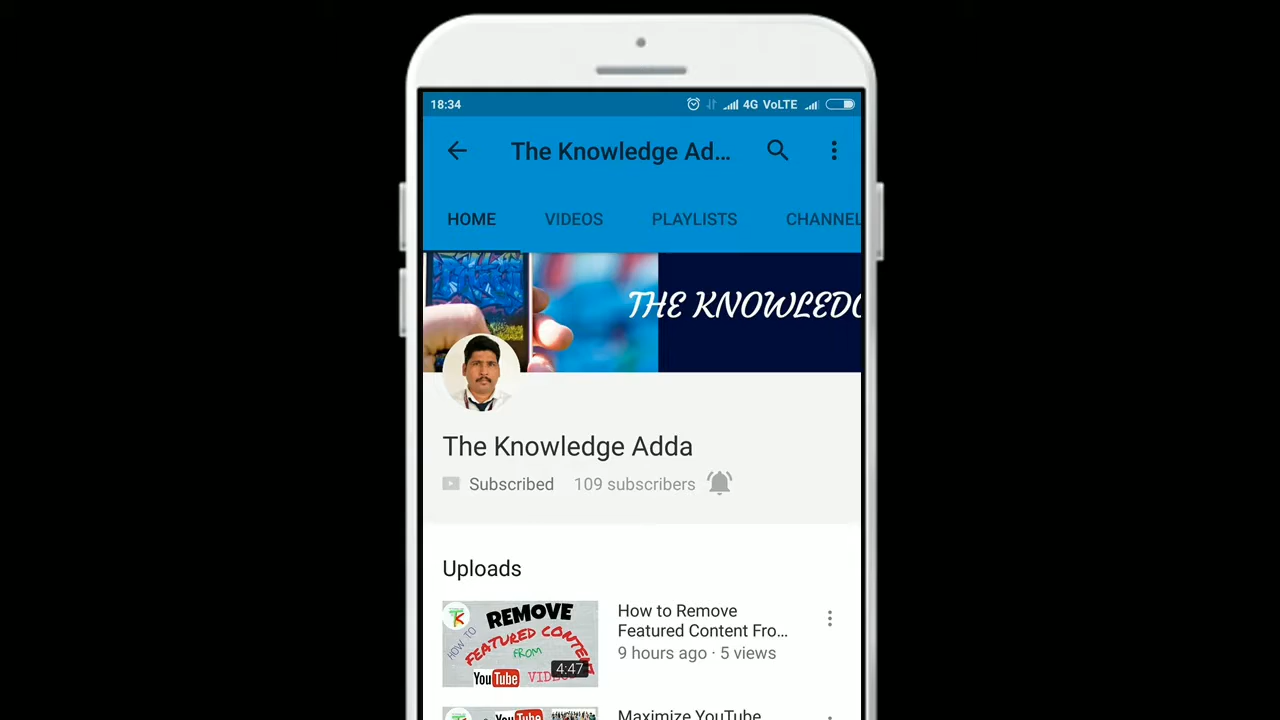 18:34
4G VoLTE
The Knowledge Ad...
HOME
VIDEOS
PLAYLISTS
CHANNEL
THE KNOWLEDG
The Knowledge Adda
Subscribed
109 subscribers
Uploads
REMOVE
HOW TO
FEATURED CONTENT
FROM
YouTube
VIDE
4:47
How to Remove
Featured Content Fro...
9 hours ago · 5 views
YouTube
Maximize YouTube